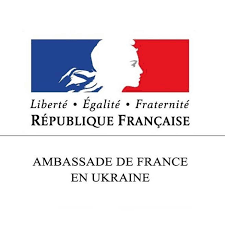 Liberté • Égalité • Fraternité
RÉPUBLIQUE FRANÇAISE
AMBASSADE DE FRANCE
EN UKRAINE